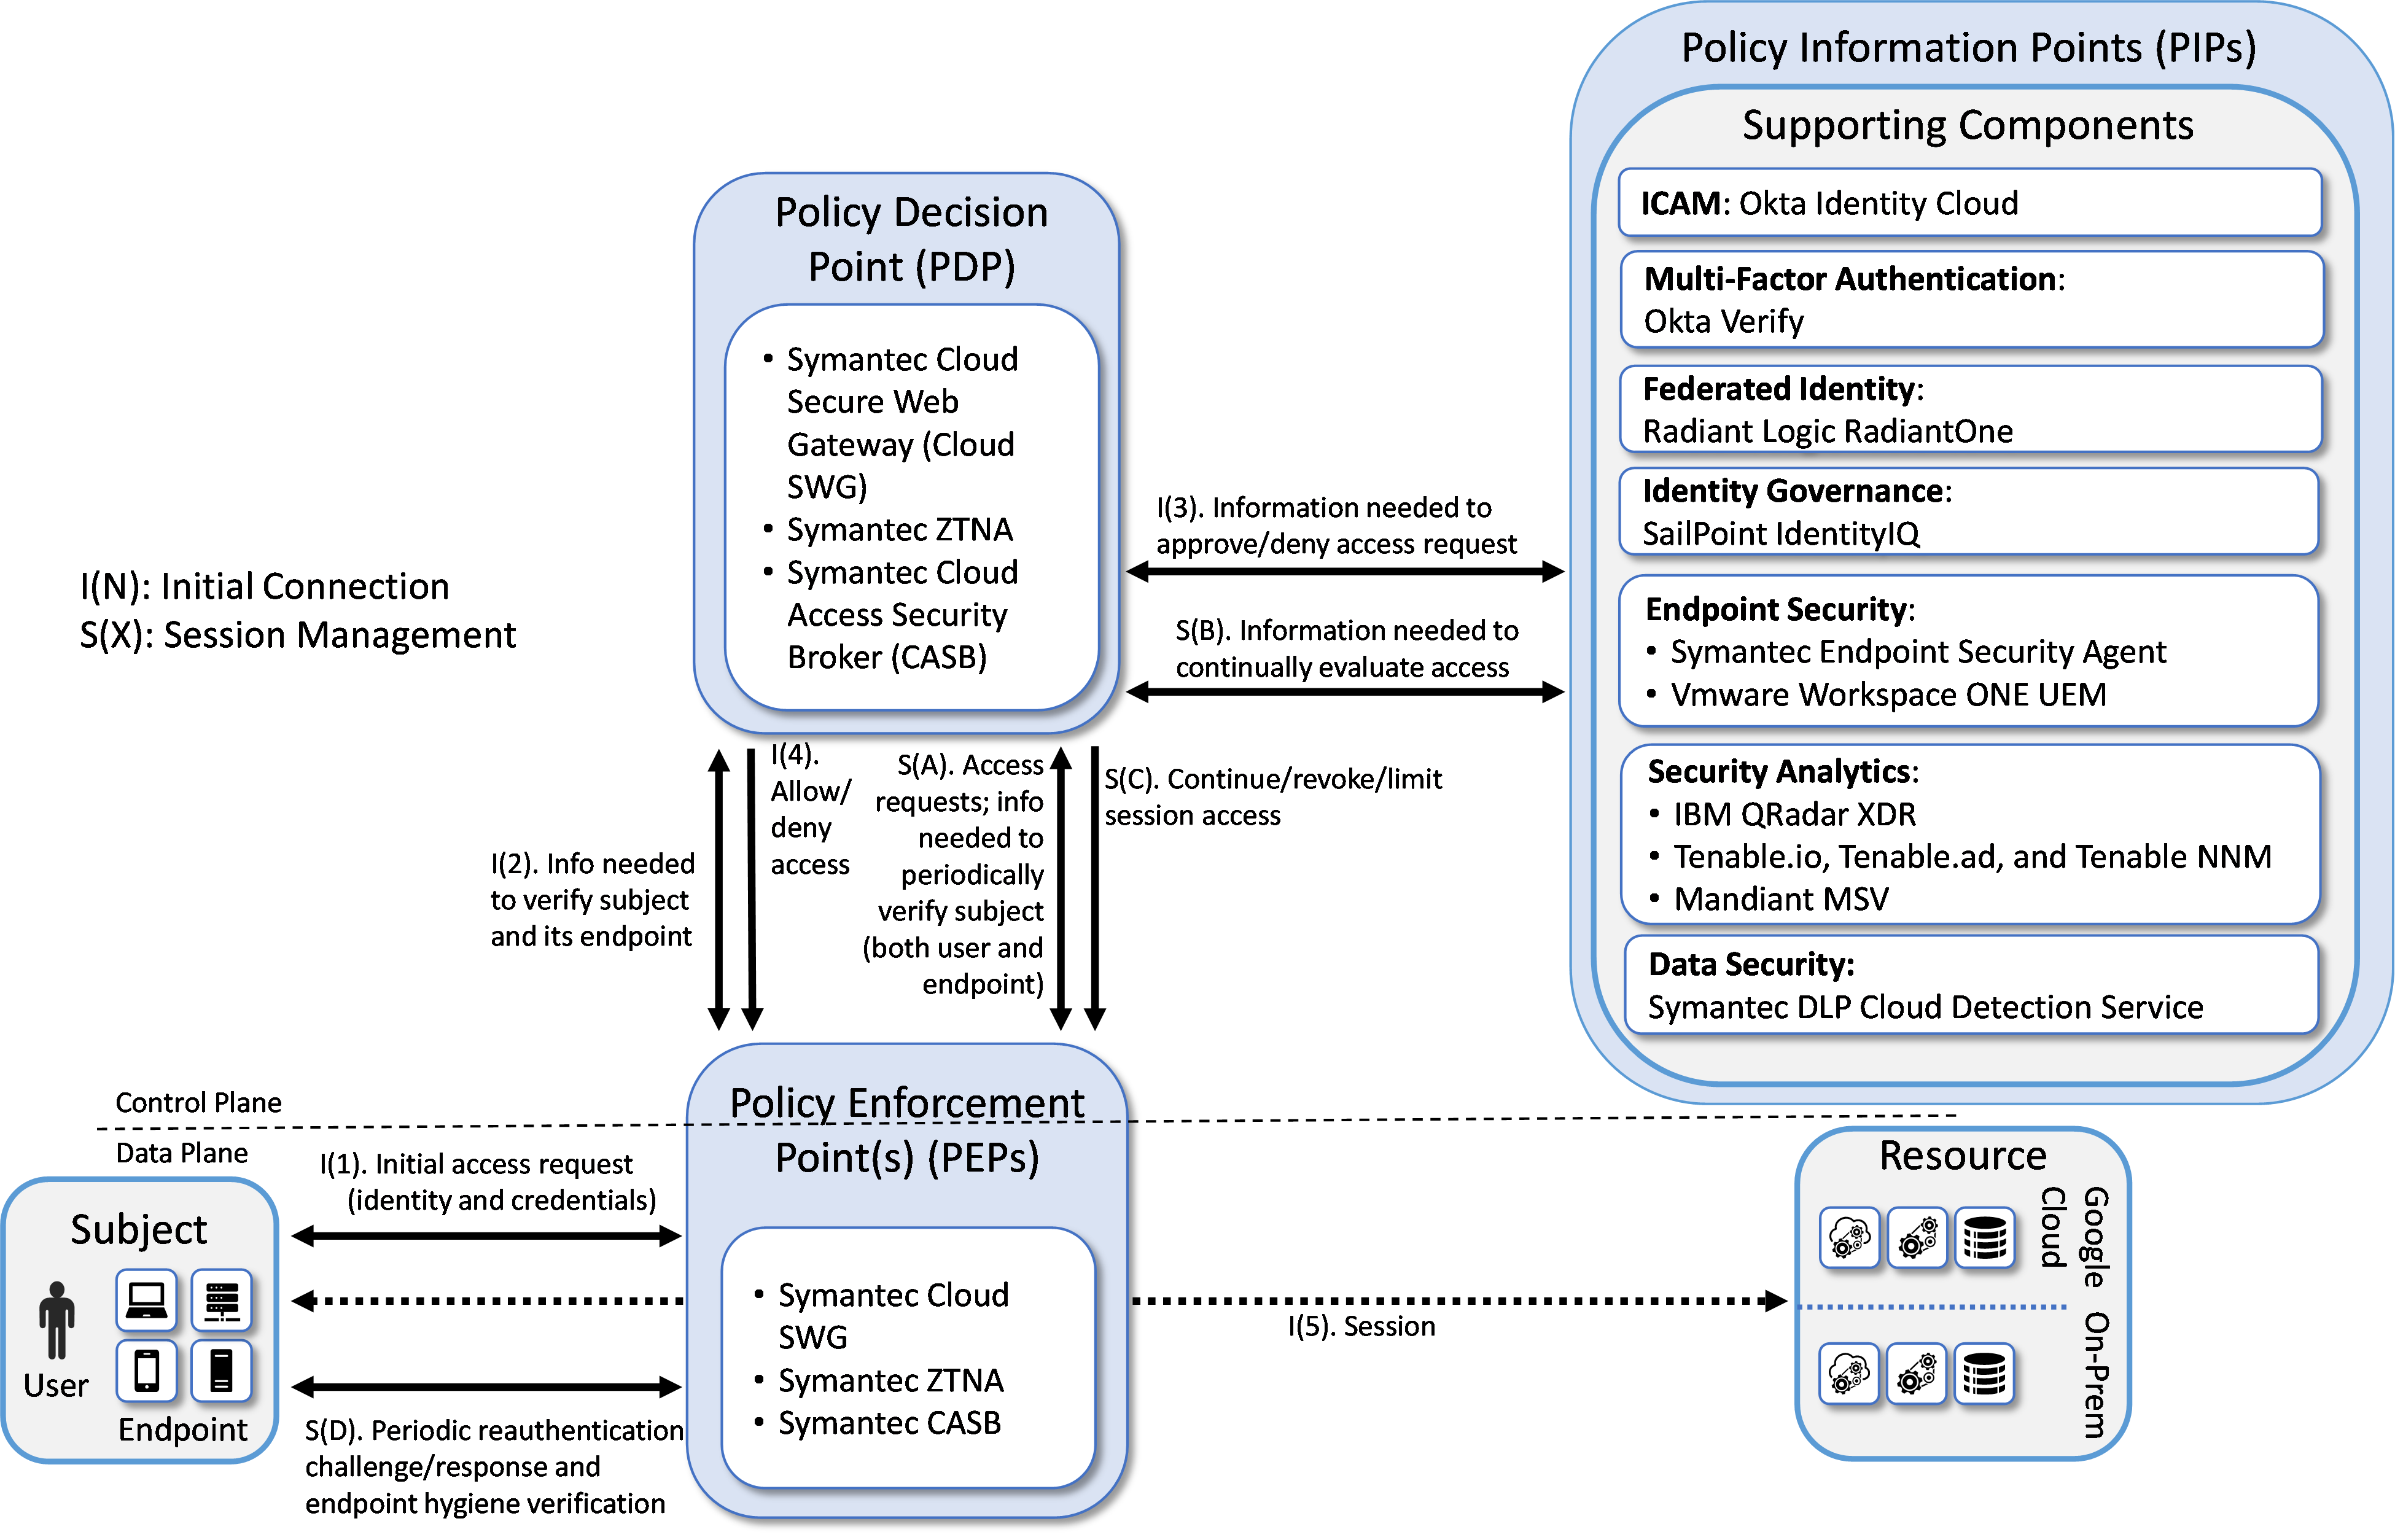 Policy Information Points (PIPs)
Supporting Components
ICAM: Okta Identity Cloud
Multi-Factor Authentication:
Okta Verify
Federated Identity:
Radiant Logic RadiantOne
Identity Governance:
SailPoint IdentityIQ
Endpoint Security:
• Symantec Endpoint Security Agent
• Vmware Workspace ONE UEM
Security Analytics:
• IBM QRadar XDR
• Tenable.io, Tenable.ad, and Tenable NNM
• Mandiant MSV
Data Security:
Symantec DLP Cloud Detection Service
Policy Decision
Point (PDP)
• Symantec Cloud
Secure Web
Gateway (Cloud
SWG)
• Symantec ZTNA
• Symantec Cloud
Access Security
Broker (CASB)
I(3). Information needed to
approve/deny access request
S(B). Information needed to
continually evaluate access
I(N): Initial Connection
S(X): Session Management
I(2). Info needed
to verify subject
and its endpoint
I(4).
Allow/
deny
access
S(A). Access
requests; info
needed to
periodically
verify subject
(both user and
endpoint)
S(C). Continue/revoke/limit
session access
Control Plane
Data Plane
Policy Enforcement
Point(s) (PEPs)
• Symantec Cloud
SWG
• Symantec ZTNA
• Symantec CASB
I(1). Initial access request
(identity and credentials)
Subject
User
Endpoint
S(D). Periodic reauthentication
challenge/response and
endpoint hygiene verification
I(5). Session
Resource
Google
Cloud
On-Prem